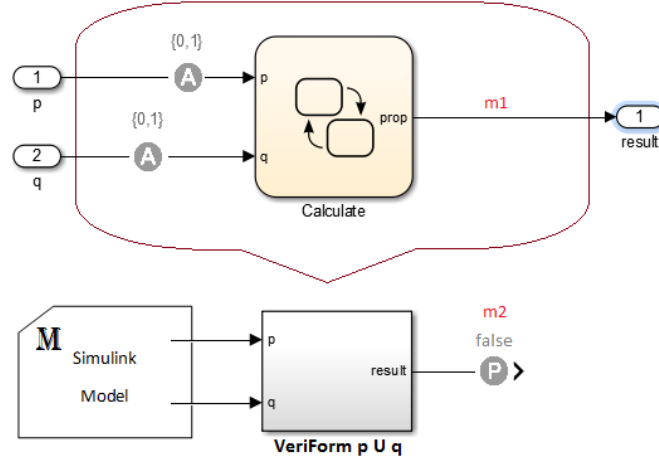 {0,1}
1
A
p
p
{0,1}
prop
m1
1
result
2
A
q
q
Calculate
M
Simulink
Model
p
q
result
m2
false
P
VeriForm p U q